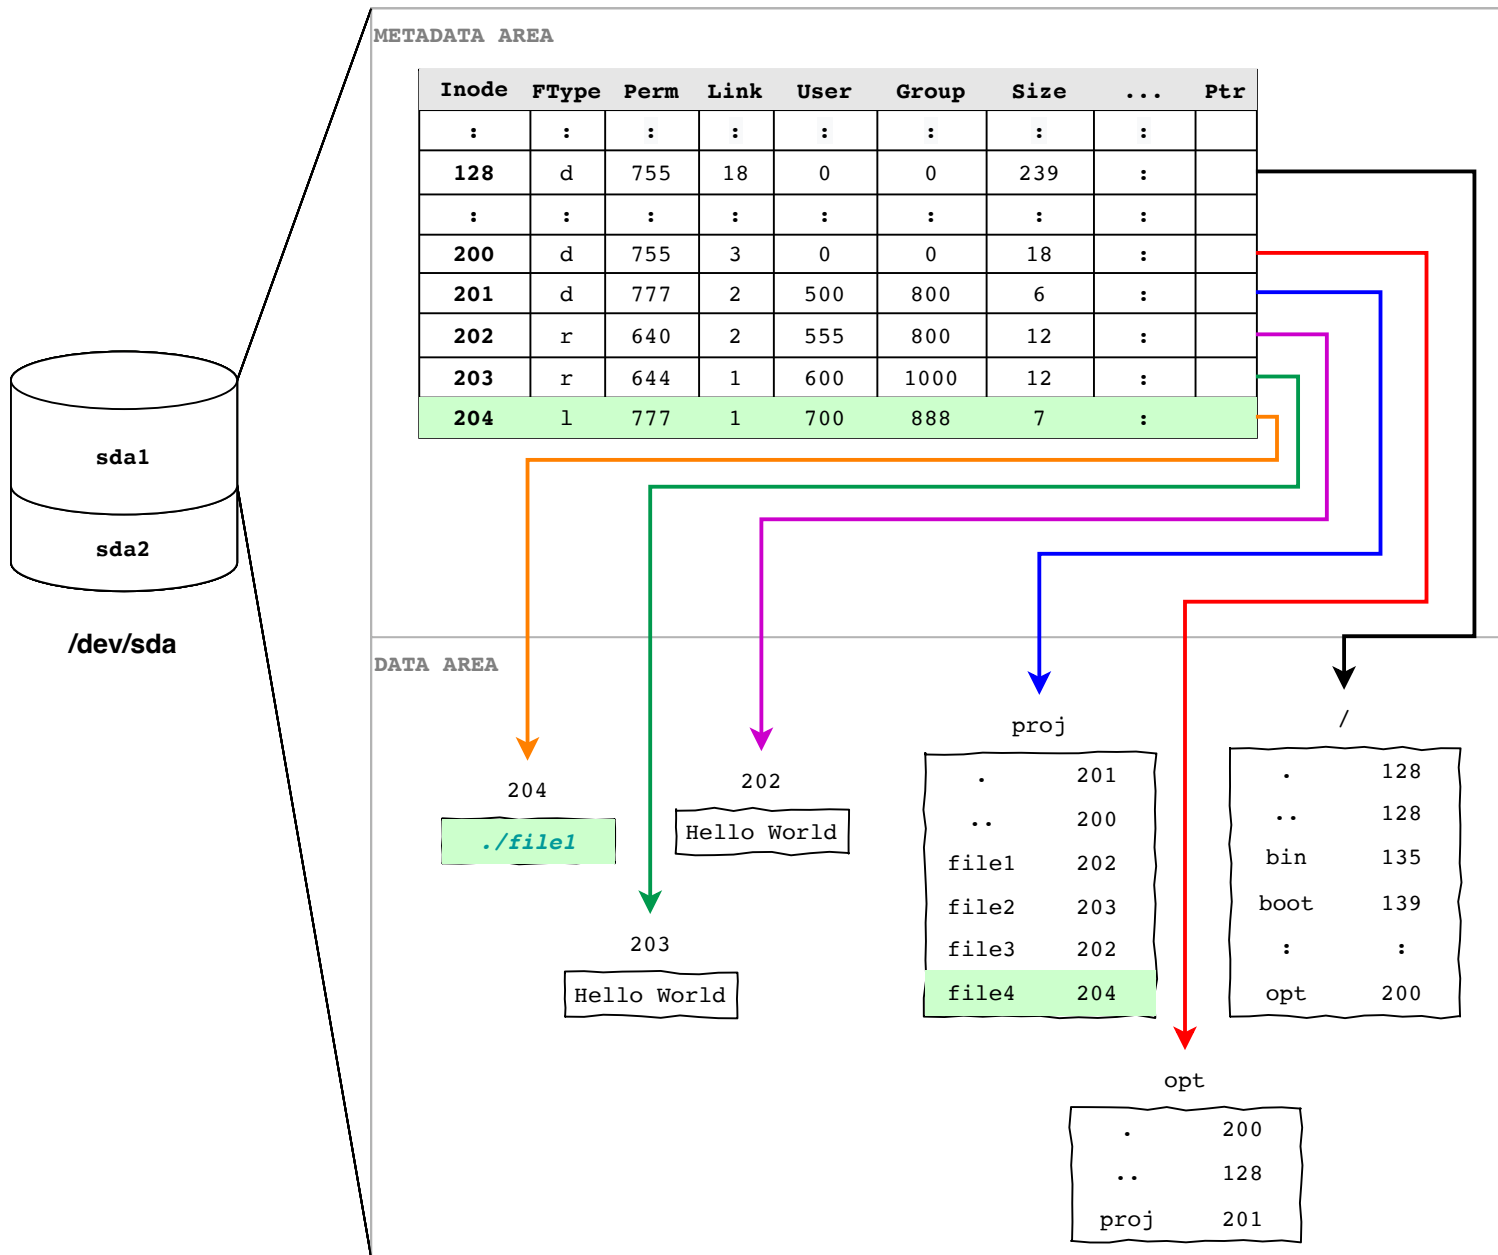 METADATA AREA
Inode FType Perm Link User Group Size ... Ptr
: : : : : : : :
128 d 755 18 0 0 239 :
: : : : : : : :
200 d 755 3 0 0 18 :
201 d 777 2 500 800 6 :
202 r 640 2 555 800 12 :
203 r 644 1 600 1000 12 :
204 l 777 1 700 888 7 :
sda1
sda2
/dev/sda
DATA AREA
204
./file1
203
Hello World
202
Hello World
proj
. 201
.. 200
file1 202
file2 203
file3 202
file4 204
/
. 128
.. 128
bin 135
boot 139
: :
opt 200
opt
. 200
.. 128
proj 201